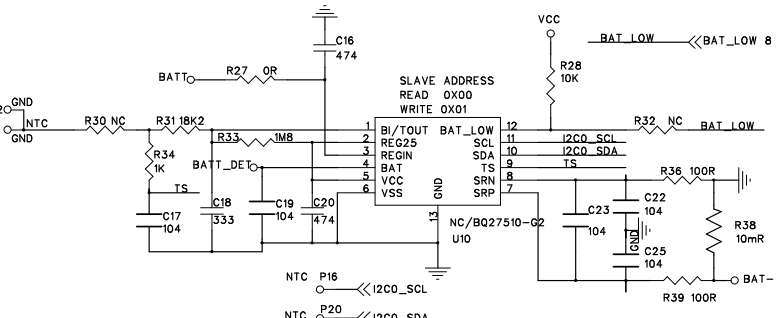 C16
474
VCC
BAT_LOW
BAT_LOW 8
BATT
R27 0R
R28
10K
SLAVE ADDRESS
READ 0X00
WRITE 0X01
GND
NTC
GND
R30 NC
R31 18K2
R33 1M8
1 BI/TOUT BAT_LOW 12
2 REG25 SCL 11 I2C0_SCL
3 REGIN SDA 10 I2C0_SDA
4 BAT TS 9 TS
5 VCC SRN 8
6 VSS SRP 7
GND
13
R32 NC
BAT_LOW
R34
1K
BATT_DET
TS
R36 100R
C17
104
C18
333
C19
104
C20
474
NC/BQ27510-G2
U10
C23
104
C22
104
GND
C25
104
R38
10mR
R39 100R
BAT-
NTC P16
I2C0_SCL
NTC P20
I2C0_SDA